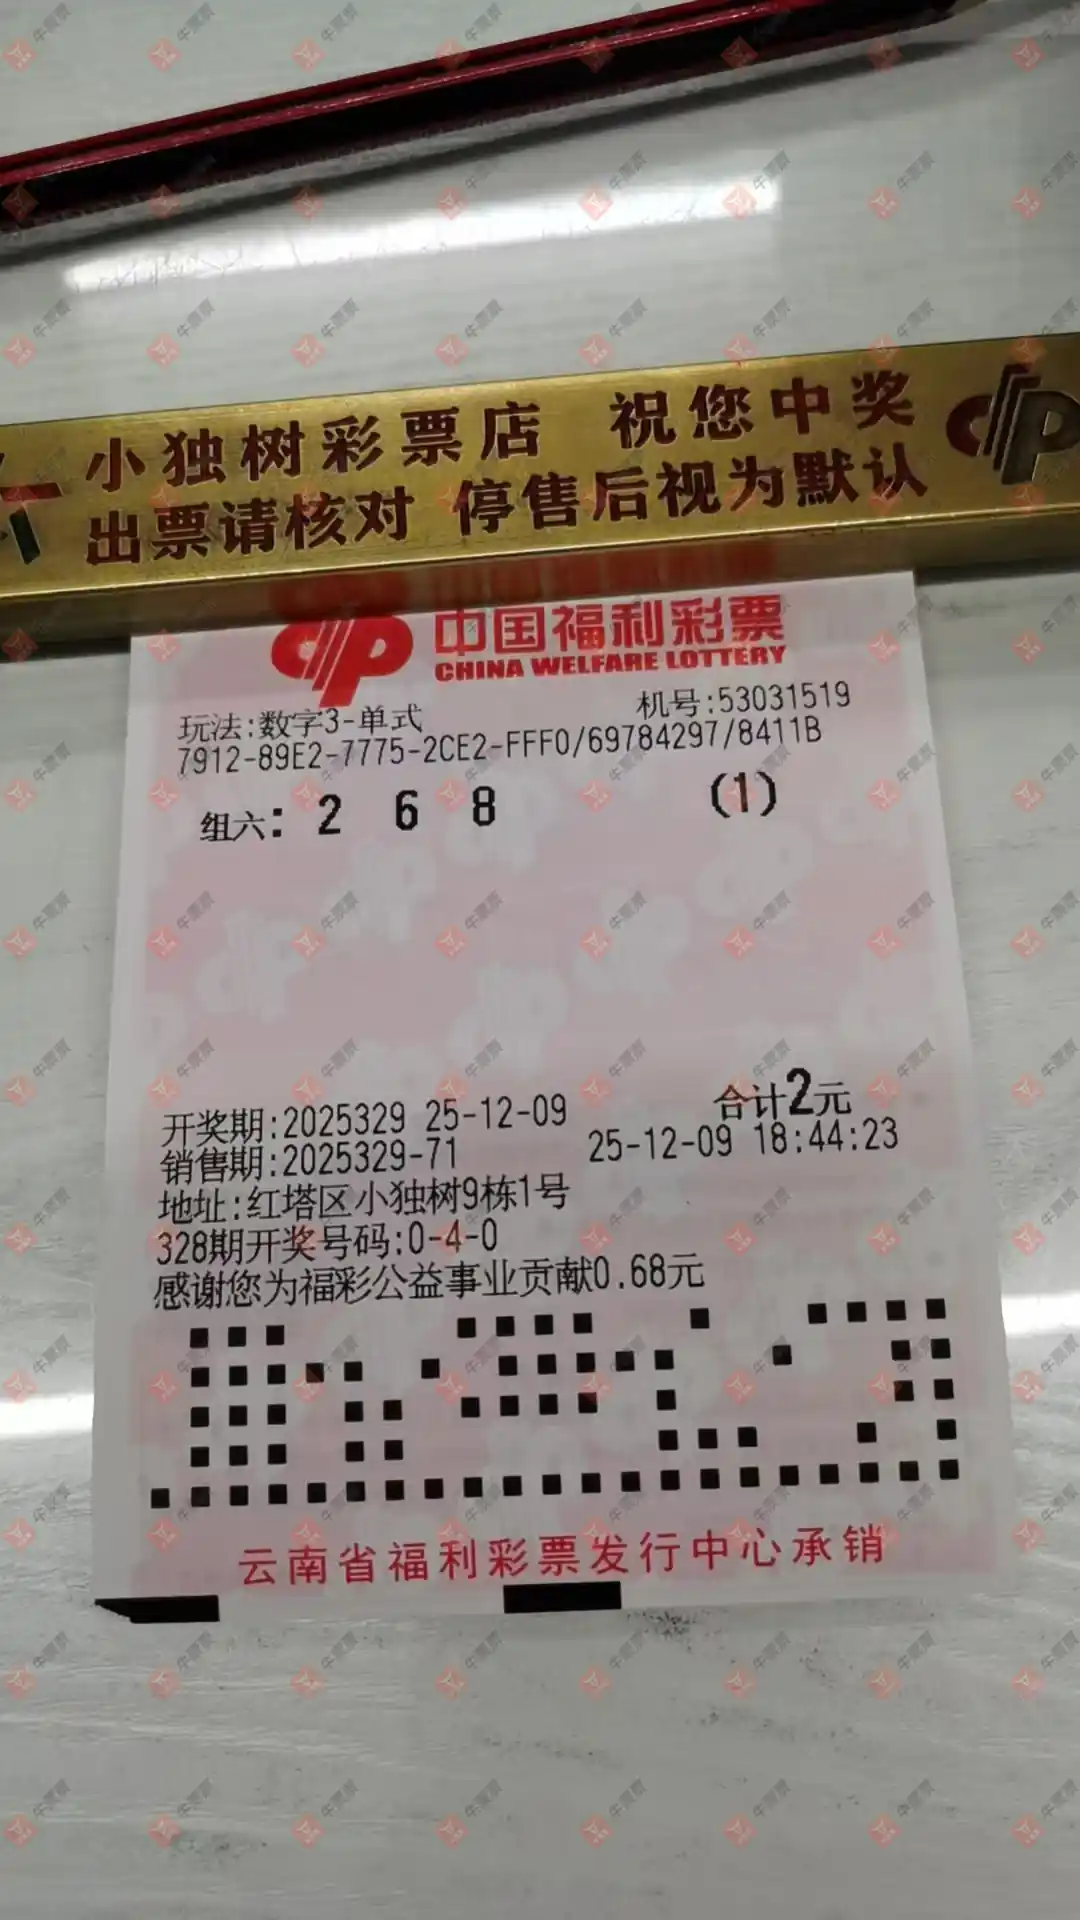 小独树彩票店 祝您中奖
出票请核对 停售后视为默认
中国福利彩票
CHINA WELFARE LOTTERY
玩法:数字3-单式 机号:53031519
7912-89E2-7775-2CE2-FFF0/69784297/8411B
组六: 2 6 8 (1)
开奖期:2025329 25-12-09 合计2元
销售期:2025329-71 25-12-09 18:44:23
地址:红塔区小独树9栋1号
328期开奖号码:0-4-0
感谢您为福彩公益事业贡献0.68元
云南省福利彩票发行中心承销
牛票票